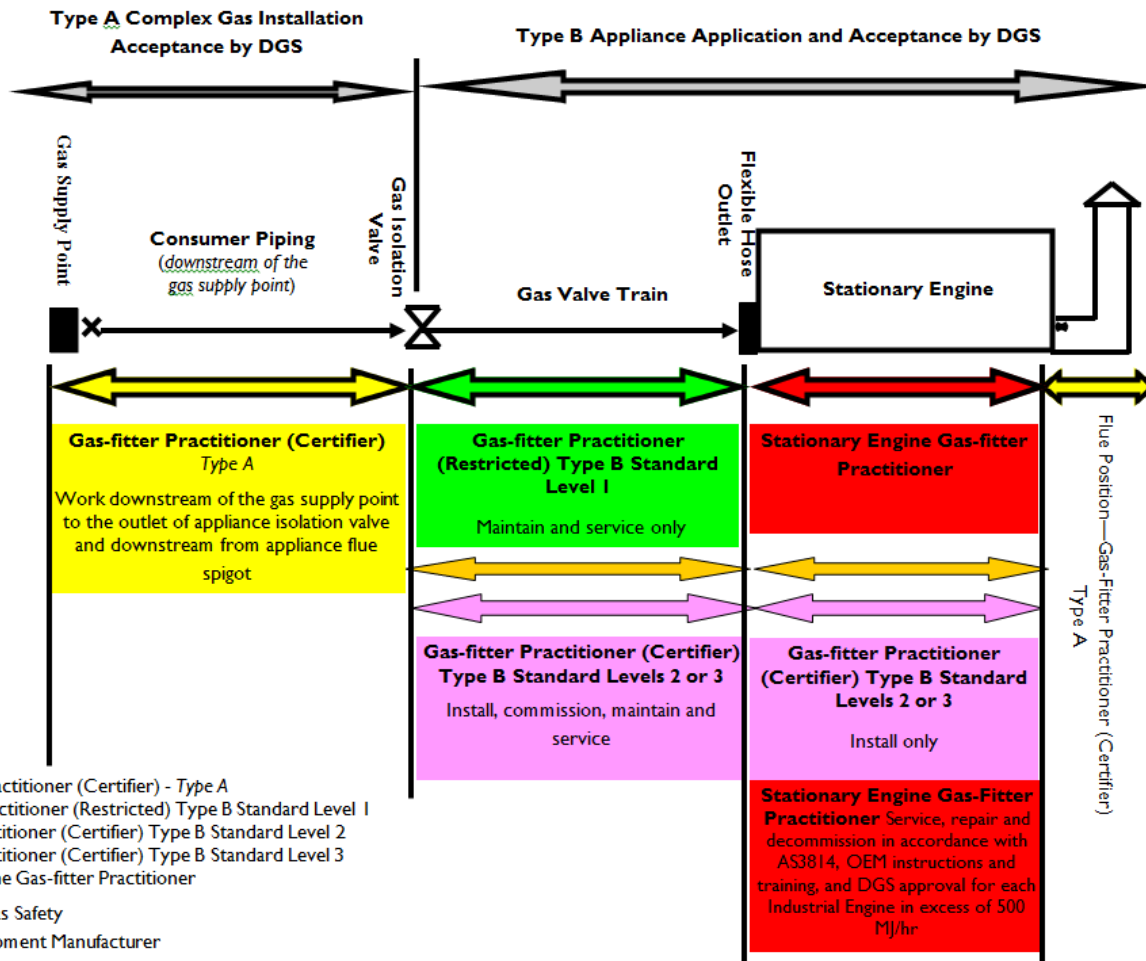 Type A Complex Gas Installation
Acceptance by DGS
Type B Appliance Application and Acceptance by DGS
Gas Supply Point
Consumer Piping
(downstream of the
gas supply point)
Gas Isolation
Valve
Gas Valve Train
Flexible Hose
Outlet
Stationary Engine
Gas-fitter Practitioner (Certifier)
Type A
Work downstream of the gas supply point
to the outlet of appliance isolation valve
and downstream from appliance flue
spigot
Gas-fitter Practitioner
(Restricted) Type B Standard
Level 1
Maintain and service only
Stationary Engine Gas-fitter
Practitioner
Flue Position—Gas-Fitter Practitioner (Certifier)
Type A
Gas-fitter Practitioner (Certifier)
Type B Standard Levels 2 or 3
Install, commission, maintain and
service
Gas-fitter Practitioner
(Certifier) Type B Standard
Levels 2 or 3
Install only
Stationary Engine Gas-Fitter
Practitioner Service, repair and
decommission in accordance with
AS3814, OEM instructions and
training, and DGS approval for each
Industrial Engine in excess of 500
MJ/hr
actitioner (Certifier) - Type A
actitioner (Restricted) Type B Standard Level 1
titioner (Certifier) Type B Standard Level 2
titioner (Certifier) Type B Standard Level 3
ne Gas-fitter Practitioner
as Safety
pment Manufacturer